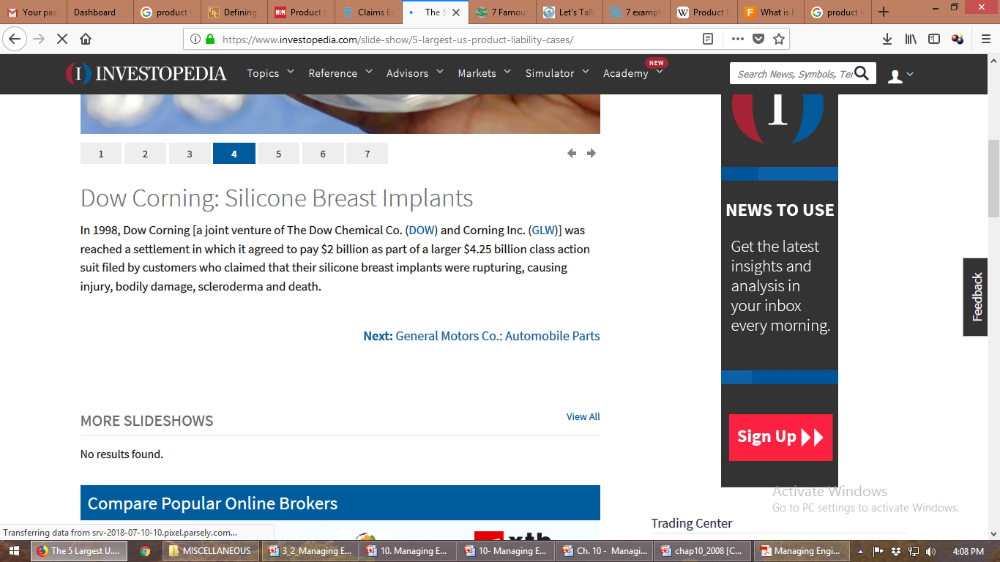 Your pas
Dashboard
product l
Defining
Product L
Claims Ex
The 5
7 Famous
Let's Talk
7 example
Product li
What is P
product li
https://www.investopedia.com/slide-show/5-largest-us-product-liability-cases/
INVESTOPEDIA
Topics
Reference
Advisors
Markets
Simulator
Academy
NEW
Search News, Symbols, Ter
1 2 3 4 5 6 7
Dow Corning: Silicone Breast Implants
In 1998, Dow Corning [a joint venture of The Dow Chemical Co. (DOW) and Corning Inc. (GLW)] was
reached a settlement in which it agreed to pay $2 billion as part of a larger $4.25 billion class action
suit filed by customers who claimed that their silicone breast implants were rupturing, causing
injury, bodily damage, scleroderma and death.
Next: General Motors Co.: Automobile Parts
MORE SLIDESHOWS
View All
No results found.
Compare Popular Online Brokers
xtb
NEWS TO USE
Get the latest
insights and
analysis in
your inbox
every morning.
Sign Up
Feedback
Activate Windows
Go to PC settings to activate Windows.
Trading Center
Transferring data from srv-2018-07-10-10.pixel.parsely.com...
The 5 Largest U...
MISCELLANEOUS
3_2_Managing E...
10. Managing E...
10- Managing E...
Ch. 10 - Managi...
chap10_2008 [C...
Managing Engi...
4:08 PM